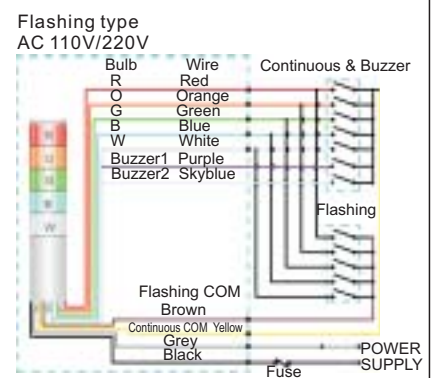 Flashing type
AC 110V/220V
Bulb Wire Continuous & Buzzer
R Red
O Orange
G Green
B Blue
W White
Buzzer1 Purple
Buzzer2 Skyblue
Flashing
W
Flashing COM
Brown
Continuous COM Yellow
Grey
Black
POWER
SUPPLY
Fuse